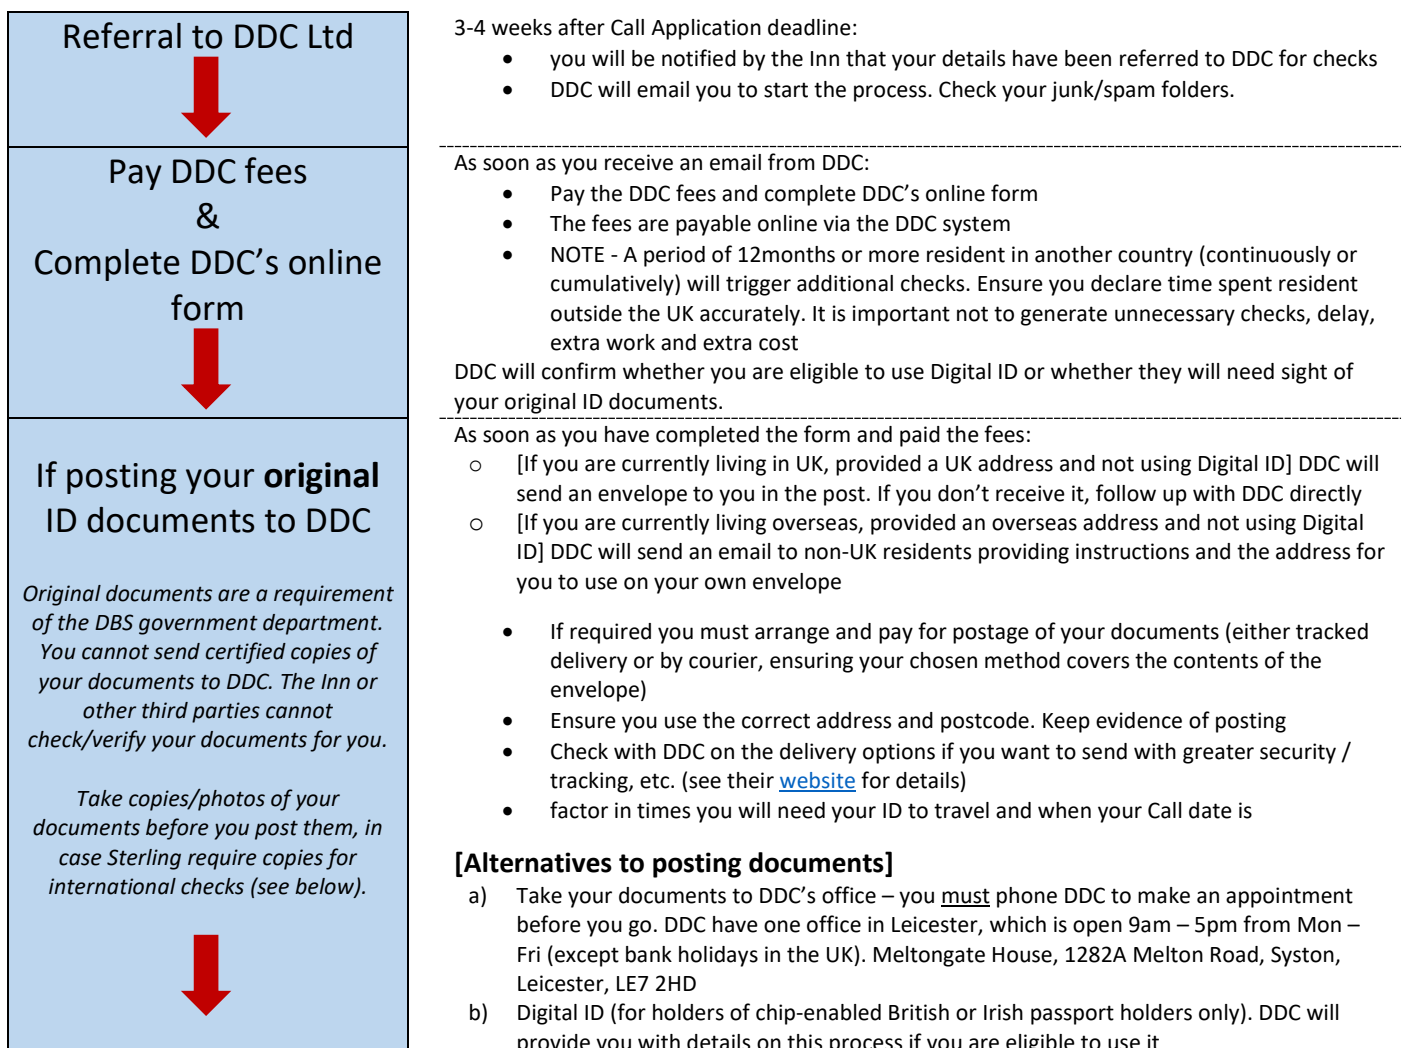 Referral to DDC Ltd
3-4 weeks after Call Application deadline:
• you will be notified by the Inn that your details have been referred to DDC for checks
• DDC will email you to start the process. Check your junk/spam folders.
Pay DDC fees
&
Complete DDC’s online
form
As soon as you receive an email from DDC:
• Pay the DDC fees and complete DDC’s online form
• The fees are payable online via the DDC system
• NOTE - A period of 12months or more resident in another country (continuously or
cumulatively) will trigger additional checks. Ensure you declare time spent resident
outside the UK accurately. It is important not to generate unnecessary checks, delay,
extra work and extra cost
DDC will confirm whether you are eligible to use Digital ID or whether they will need sight of
your original ID documents.
If posting your original
ID documents to DDC
Original documents are a requirement
of the DBS government department.
You cannot send certified copies of
your documents to DDC. The Inn or
other third parties cannot
check/verify your documents for you.
Take copies/photos of your
documents before you post them, in
case Sterling require copies for
international checks (see below).
As soon as you have completed the form and paid the fees:
o [If you are currently living in UK, provided a UK address and not using Digital ID] DDC will
send an envelope to you in the post. If you don’t receive it, follow up with DDC directly
o [If you are currently living overseas, provided an overseas address and not using Digital
ID] DDC will send an email to non-UK residents providing instructions and the address for
you to use on your own envelope
• If required you must arrange and pay for postage of your documents (either tracked
delivery or by courier, ensuring your chosen method covers the contents of the
envelope)
• Ensure you use the correct address and postcode. Keep evidence of posting
• Check with DDC on the delivery options if you want to send with greater security /
tracking, etc. (see their website for details)
• factor in times you will need your ID to travel and when your Call date is
[Alternatives to posting documents]
a) Take your documents to DDC’s office – you must phone DDC to make an appointment
before you go. DDC have one office in Leicester, which is open 9am – 5pm from Mon –
Fri (except bank holidays in the UK). Meltongate House, 1282A Melton Road, Syston,
Leicester, LE7 2HD
b) Digital ID (for holders of chip-enabled British or Irish passport holders only). DDC will
provide you with details on this process if you are eligible to use it